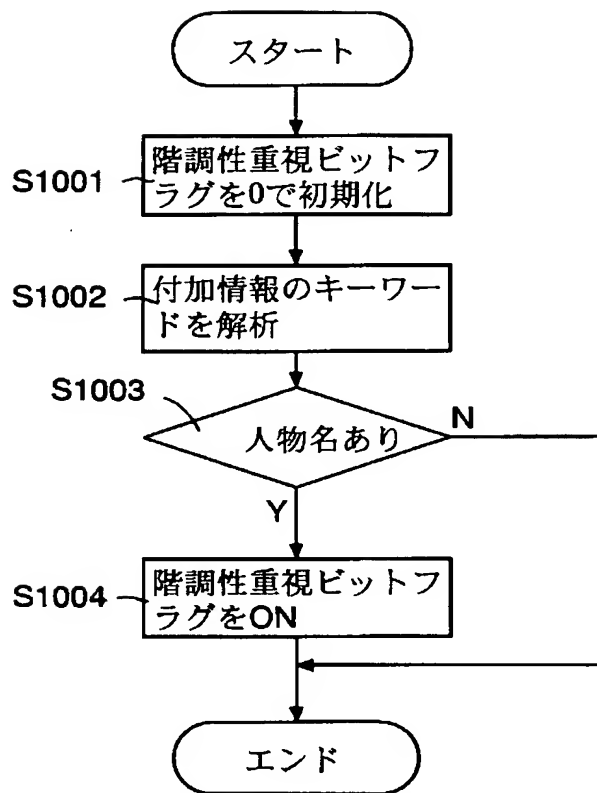 スタート
S1001
階調性重視ビットフ
ラグを0で初期化
S1002
付加情報のキーワー
ドを解析
S1003
人物名あり
N
Y
S1004
階調性重視ビットフ
ラグをON
エンド